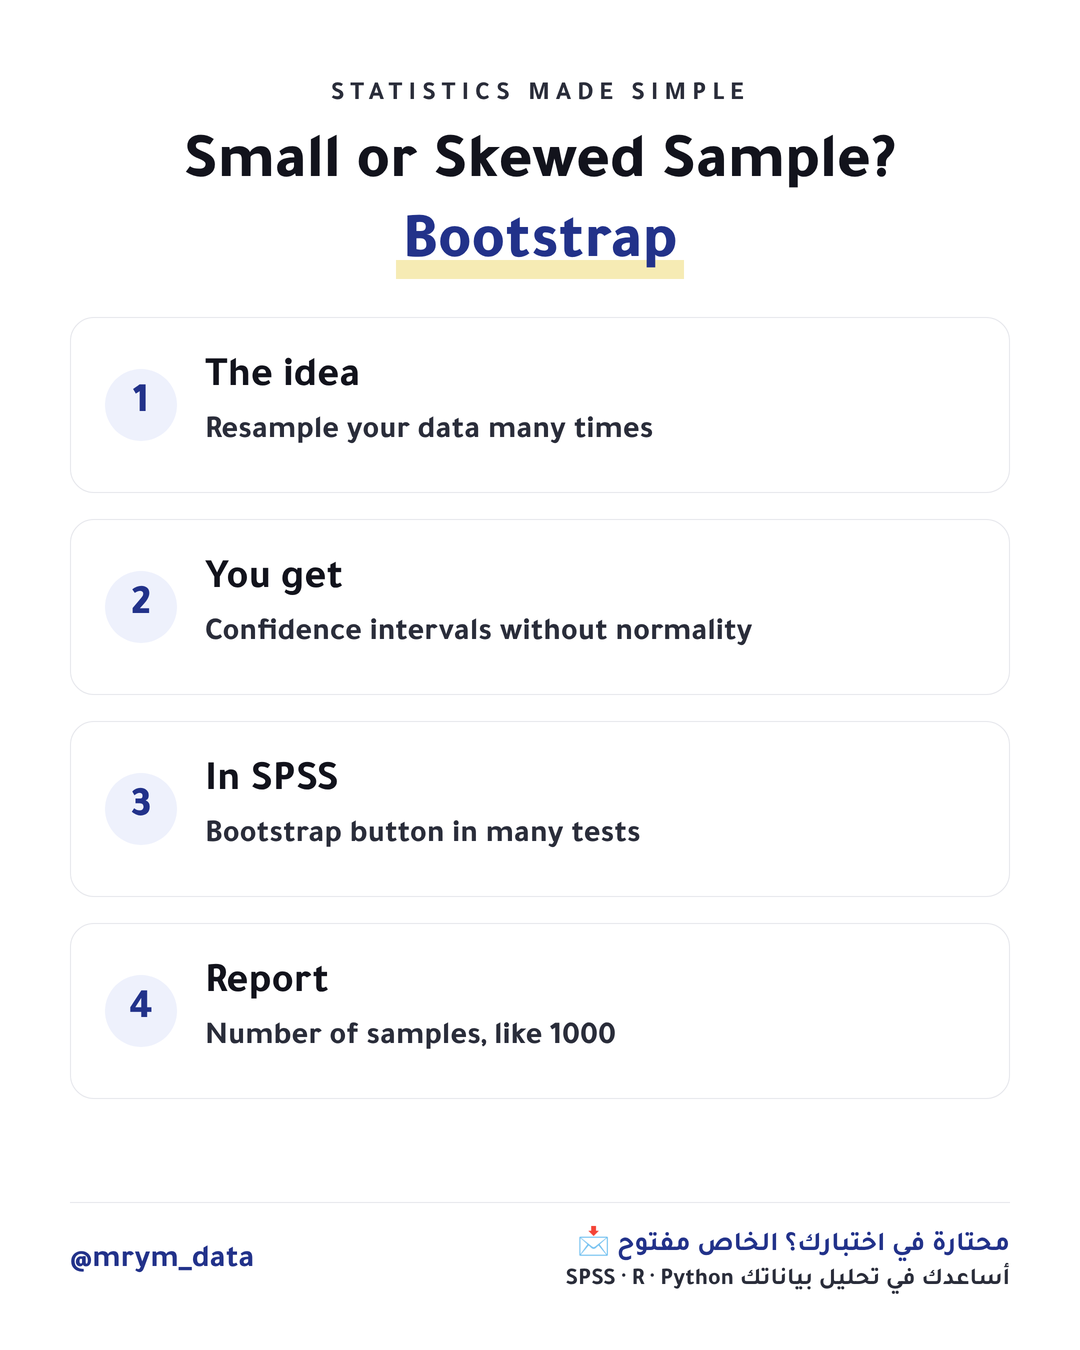 STATISTICS MADE SIMPLE
Small or Skewed Sample?
Bootstrap
1
The idea
Resample your data many times
2
You get
Confidence intervals without normality
3
In SPSS
Bootstrap button in many tests
4
Report
Number of samples, like 1000
@mrym_data
محتارة في اختبارك؟ الخاص مفتوح 📩
أساعدك في تحليل بياناتك SPSS · R · Python